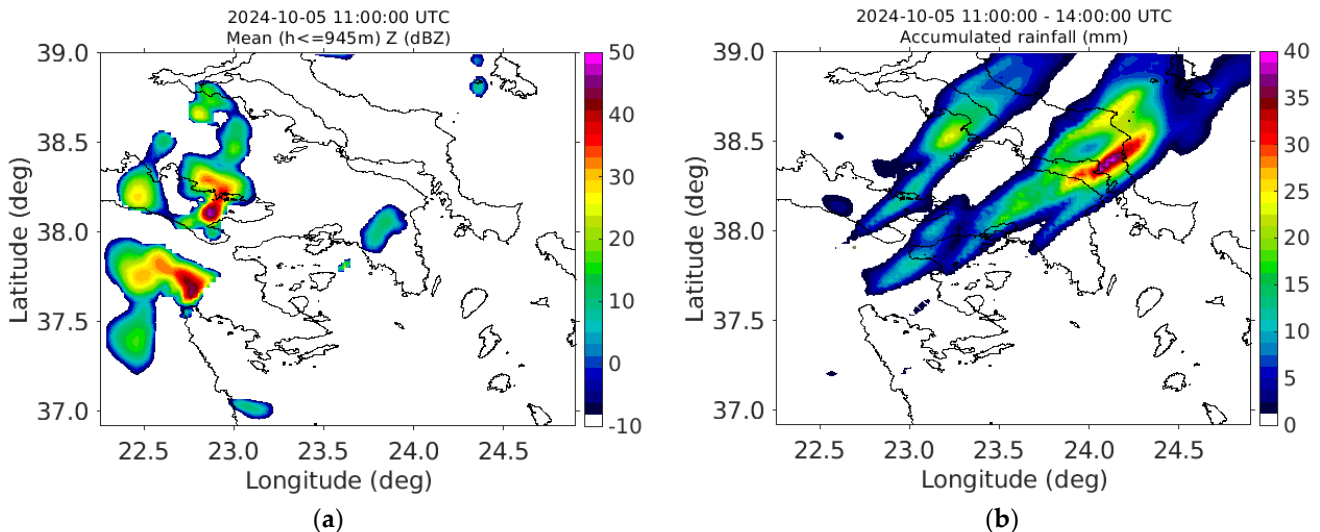 2024-10-05 11:00:00 UTC
Mean (h<=945m) Z (dBZ)
39.0
38.5
38.0
37.5
37.0
Latitude (deg)
22.5 23.0 23.5 24.0 24.5
Longitude (deg)
50
40
30
20
10
0
-10
(a)
2024-10-05 11:00:00 - 14:00:00 UTC
Accumulated rainfall (mm)
39.0
38.5
38.0
37.5
37.0
Latitude (deg)
22.5 23.0 23.5 24.0 24.5
Longitude (deg)
40
35
30
25
20
15
10
5
0
(b)